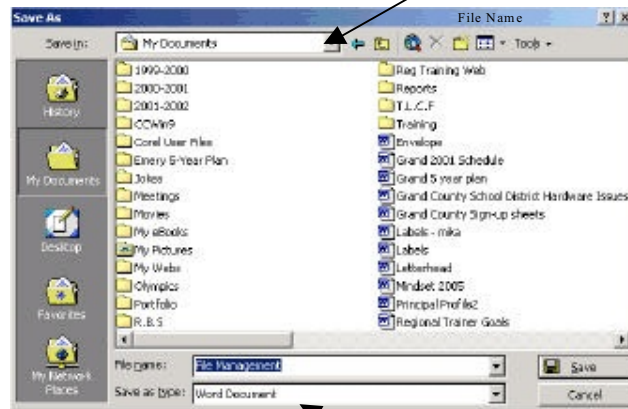 Save As
File Name
Save in:
My Documents
Tools
History
My Documents
Desktop
Favorites
My Network Places
1999-2000
2000-2001
2001-2002
CCWin9
Corel User Files
Emery 5-Year Plan
Jokes
Meetings
Movies
My eBooks
My Pictures
My Webs
Olympics
Portfolio
R.B.S
Reg Training Web
Reports
T.L.C.F
Training
Envelope
Grand 2001 Schedule
Grand 5 year plan
Grand County School District Hardware Issues
Grand County Sign-up sheets
Labels - mika
Labels
Letterhead
Mindset 2005
Principal Profile2
Regional Trainer Goals
File name:
File Management
Save
Save as type:
Word Document
Cancel